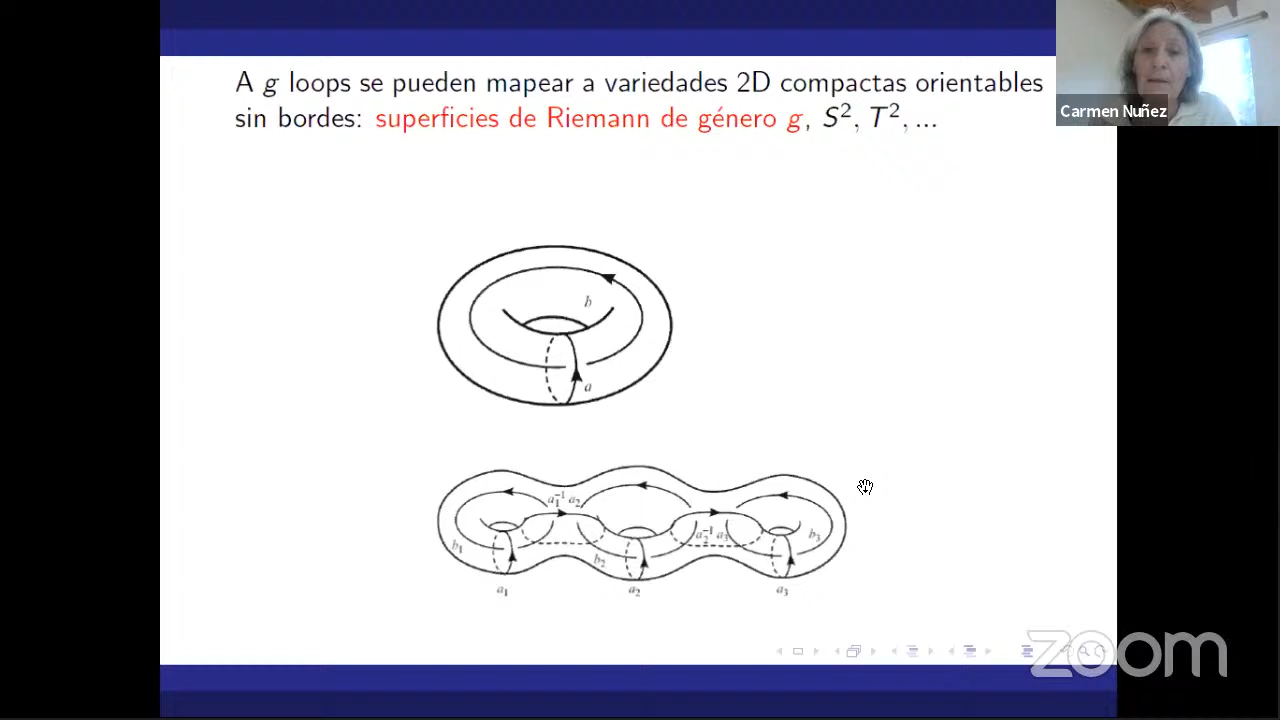 A g loops se pueden mapear a variedades 2D compactas orientables
sin bordes: superficies de Riemann de género g, S², T², ...
Carmen Nuñez
b
a
a₁⁻¹ a₂
a₂⁻¹ a₃
b₁
b₂
b₃
a₁
a₂
a₃
zoom